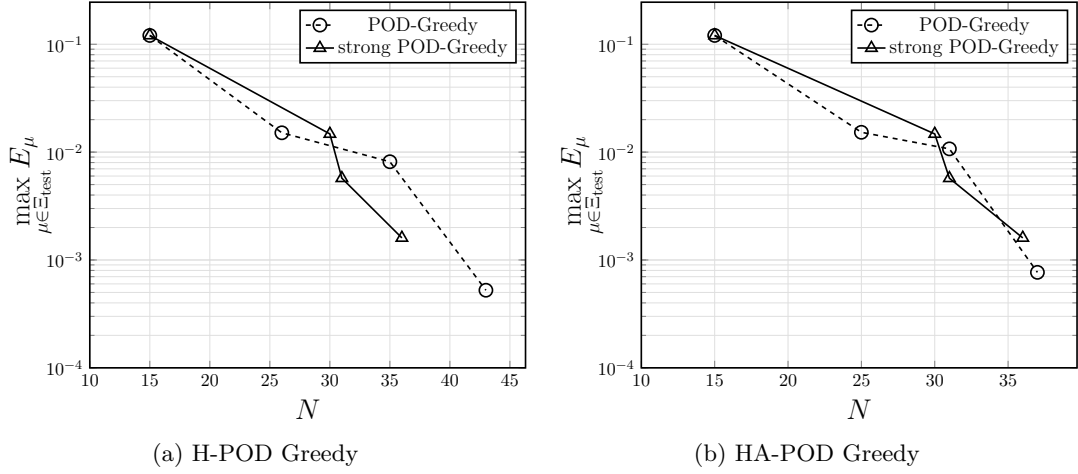 POD-Greedy
strong POD-Greedy
10⁻¹
10⁻²
10⁻³
10⁻⁴
max E_μ
μ∈Ξ_test
10 15 20 25 30 35 40 45
N
(a) H-POD Greedy
POD-Greedy
strong POD-Greedy
10⁻¹
10⁻²
10⁻³
10⁻⁴
max E_μ
μ∈Ξ_test
10 15 20 25 30 35
N
(b) HA-POD Greedy